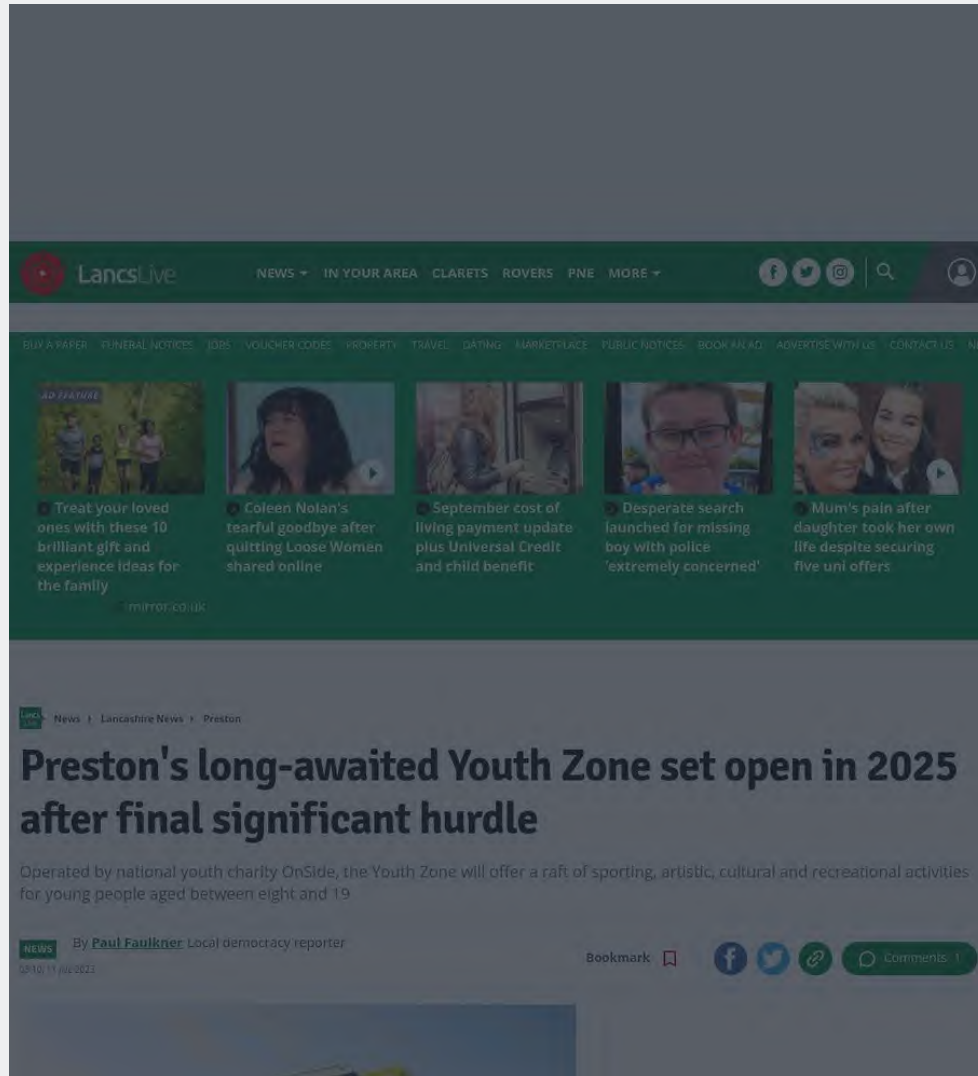 LancsLive
NEWS IN YOUR AREA CLARETS ROVERS PNE MORE
BUY A PAPER FUNERAL NOTICES JOBS VOUCHER CODES PROPERTY TRAVEL DATING MARKETPLACE PUBLIC NOTICES BOOK AN AD ADVERTISE WITH US CONTACT US
AD FEATURE
Treat your loved
ones with these 10
brilliant gift and
experience ideas for
the family
mirror.co.uk
Coleen Nolan's
tearful goodbye after
quitting Loose Women
shared online
September cost of
living payment update
plus Universal Credit
and child benefit
Desperate search
launched for missing
boy with police
'extremely concerned'
Mum's pain after
daughter took her own
life despite securing
five uni offers
News Lancashire News Preston
Preston's long-awaited Youth Zone set open in 2025
after final significant hurdle
Operated by national youth charity OnSide, the Youth Zone will offer a raft of sporting, artistic, cultural and recreational activities
for young people aged between eight and 19
NEWS By Paul Faulkner Local democracy reporter
Bookmark Comments 1